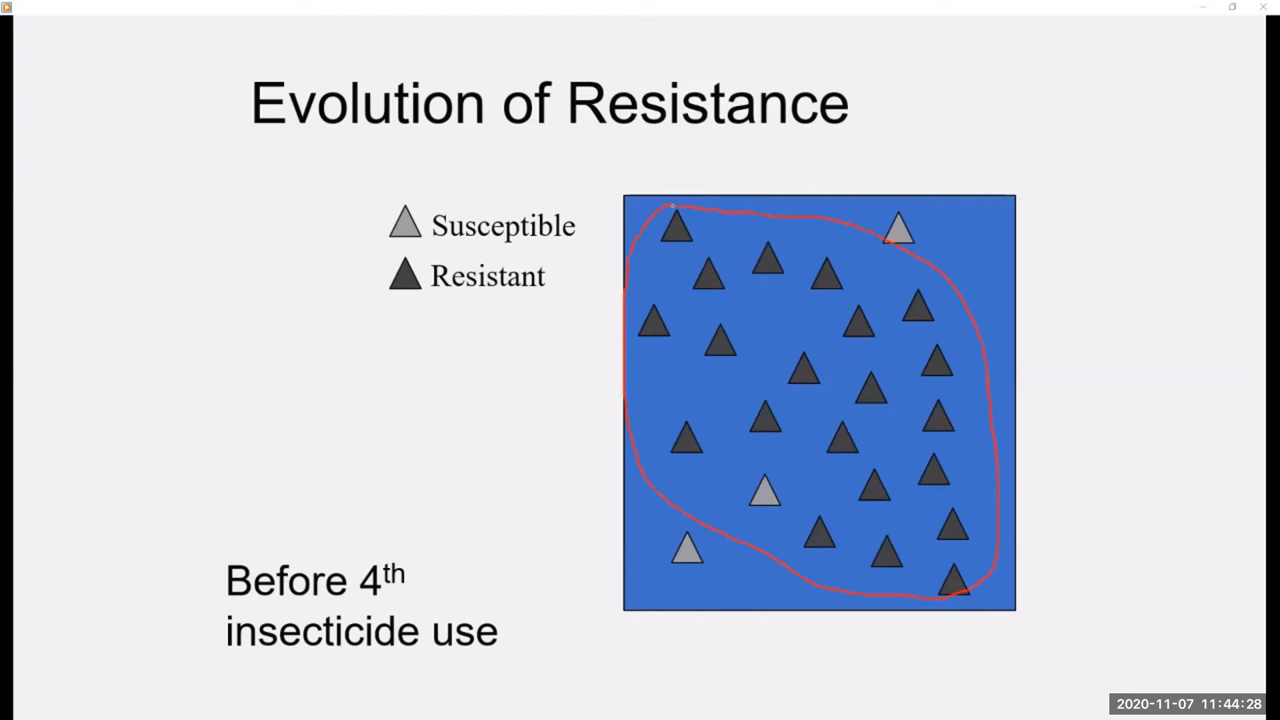 Evolution of Resistance
Susceptible
Resistant
Before 4th
insecticide use
2020-11-07 11:44:28